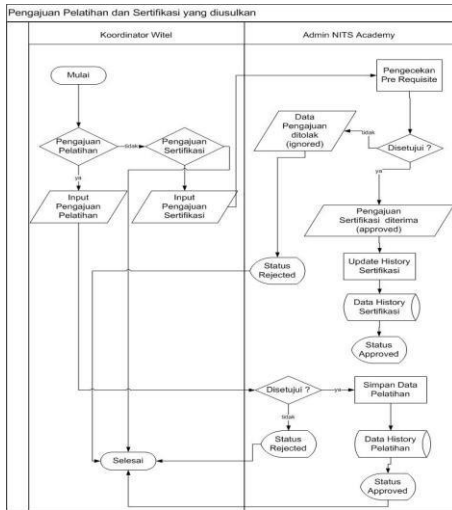 Pengajuan Pelatihan dan Sertifikasi yang diusulkan
Koordinator Witel
Admin NITS Academy
Mulai
Pengecekan
Pre Requisite
Pengajuan
Pelatihan
tidak
Pengajuan
Sertifikasi
Data
Pengajuan
ditolak
(ignored)
tidak
Disetujui ?
ya
ya
Input
Pengajuan
Pelatihan
Input
Pengajuan
Sertifikasi
Pengajuan
Sertifikasi diterima
(approved)
Status
Rejected
Update History
Sertifikasi
Data History
Sertifikasi
Status
Approved
Disetujui ?
ya
Simpan Data
Pelatihan
tidak
Status
Rejected
Data History
Pelatihan
Selesai
Status
Approved